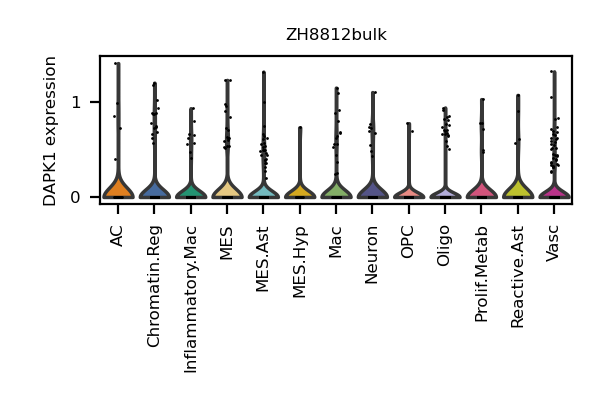 ZH8812bulk
DAPK1 expression
1
0
AC
Chromatin.Reg
Inflammatory.Mac
MES
MES.Ast
MES.Hyp
Mac
Neuron
OPC
Oligo
Prolif.Metab
Reactive.Ast
Vasc